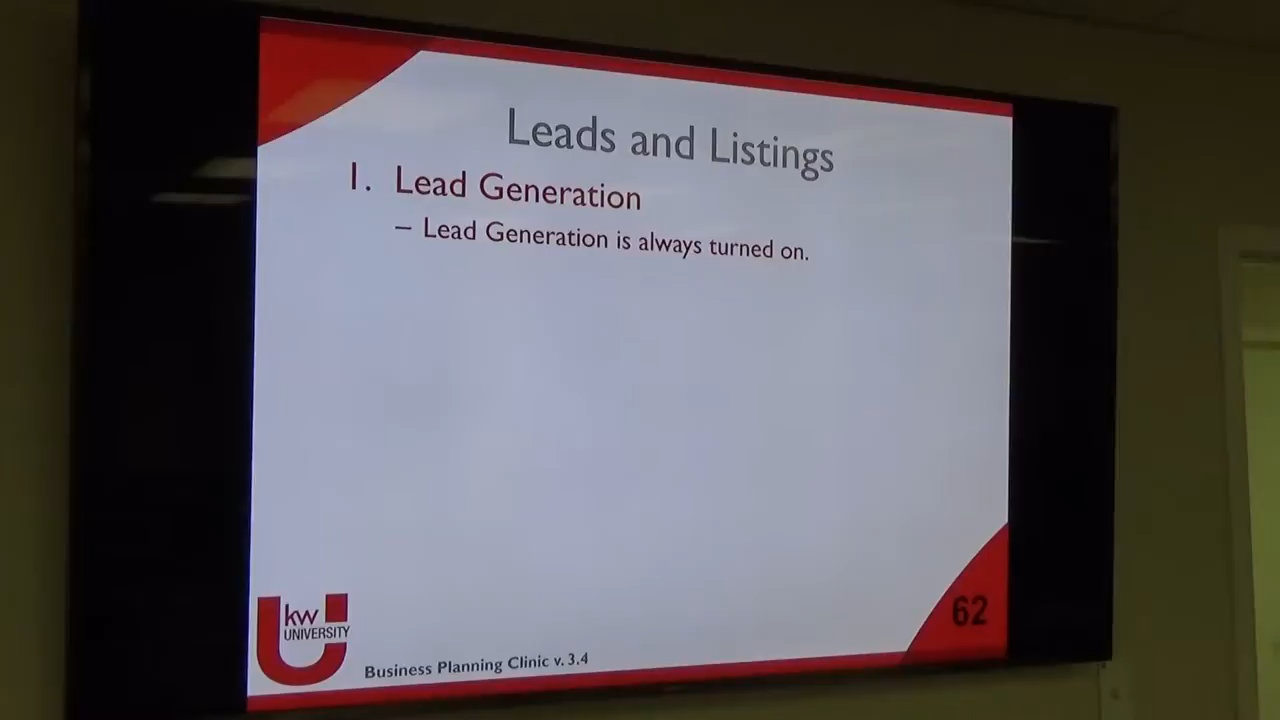 Leads and Listings
1. Lead Generation
– Lead Generation is always turned on.
kw
UNIVERSITY
Business Planning Clinic v. 3.4
62